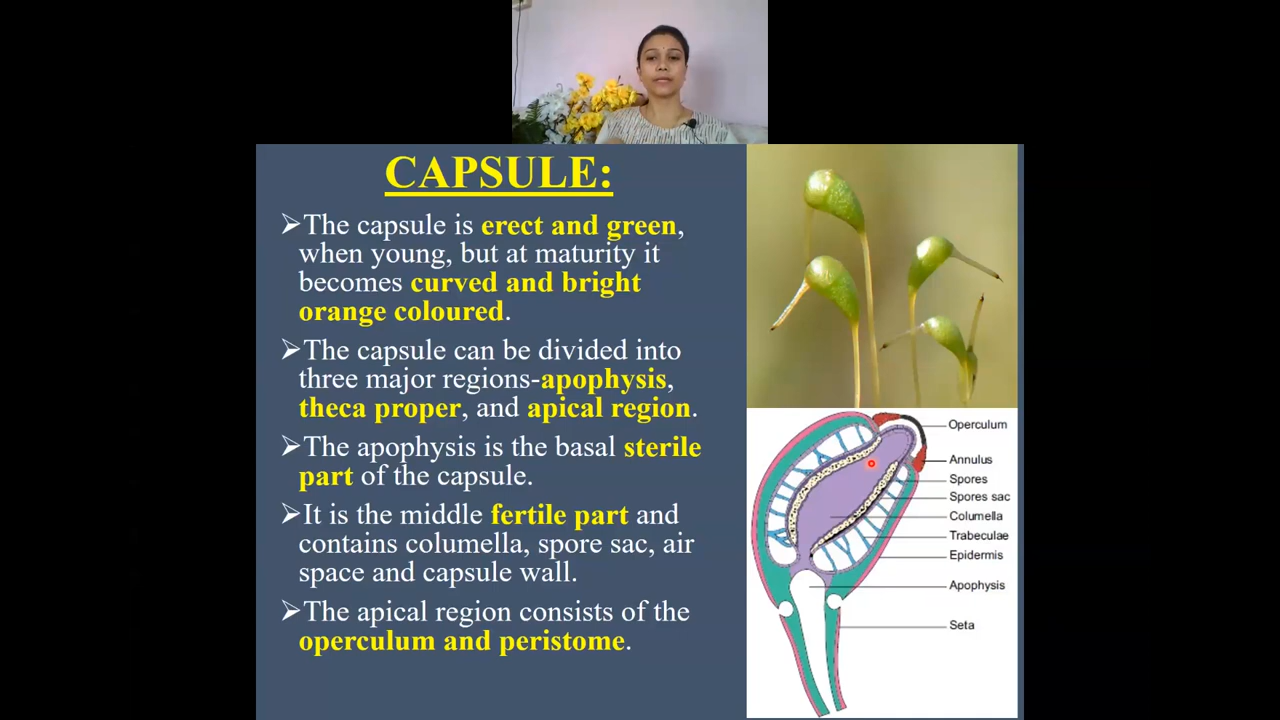 CAPSULE:
➢The capsule is erect and green,
when young, but at maturity it
becomes curved and bright
orange coloured.
➢The capsule can be divided into
three major regions-apophysis,
theca proper, and apical region.
➢The apophysis is the basal sterile
part of the capsule.
➢It is the middle fertile part and
contains columella, spore sac, air
space and capsule wall.
➢The apical region consists of the
operculum and peristome.
Operculum
Annulus
Spores
Spores sac
Columella
Trabeculae
Epidermis
Apophysis
Seta